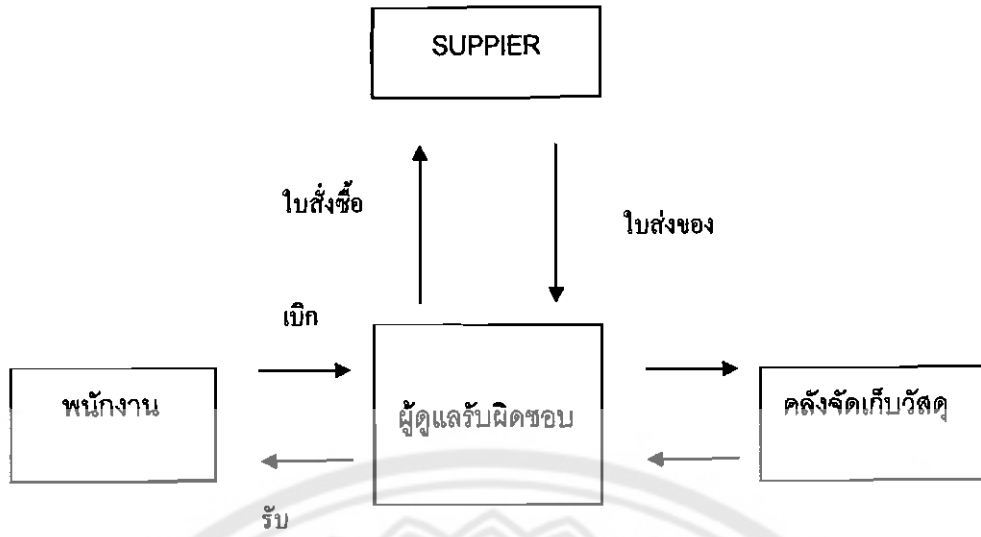 SUPPIER
ใบสั่งซื้อ
ใบส่งของ
เบิก
พนักงาน
ผู้ดูแลรับผิดชอบ
คลังจัดเก็บวัสดุ
รับ